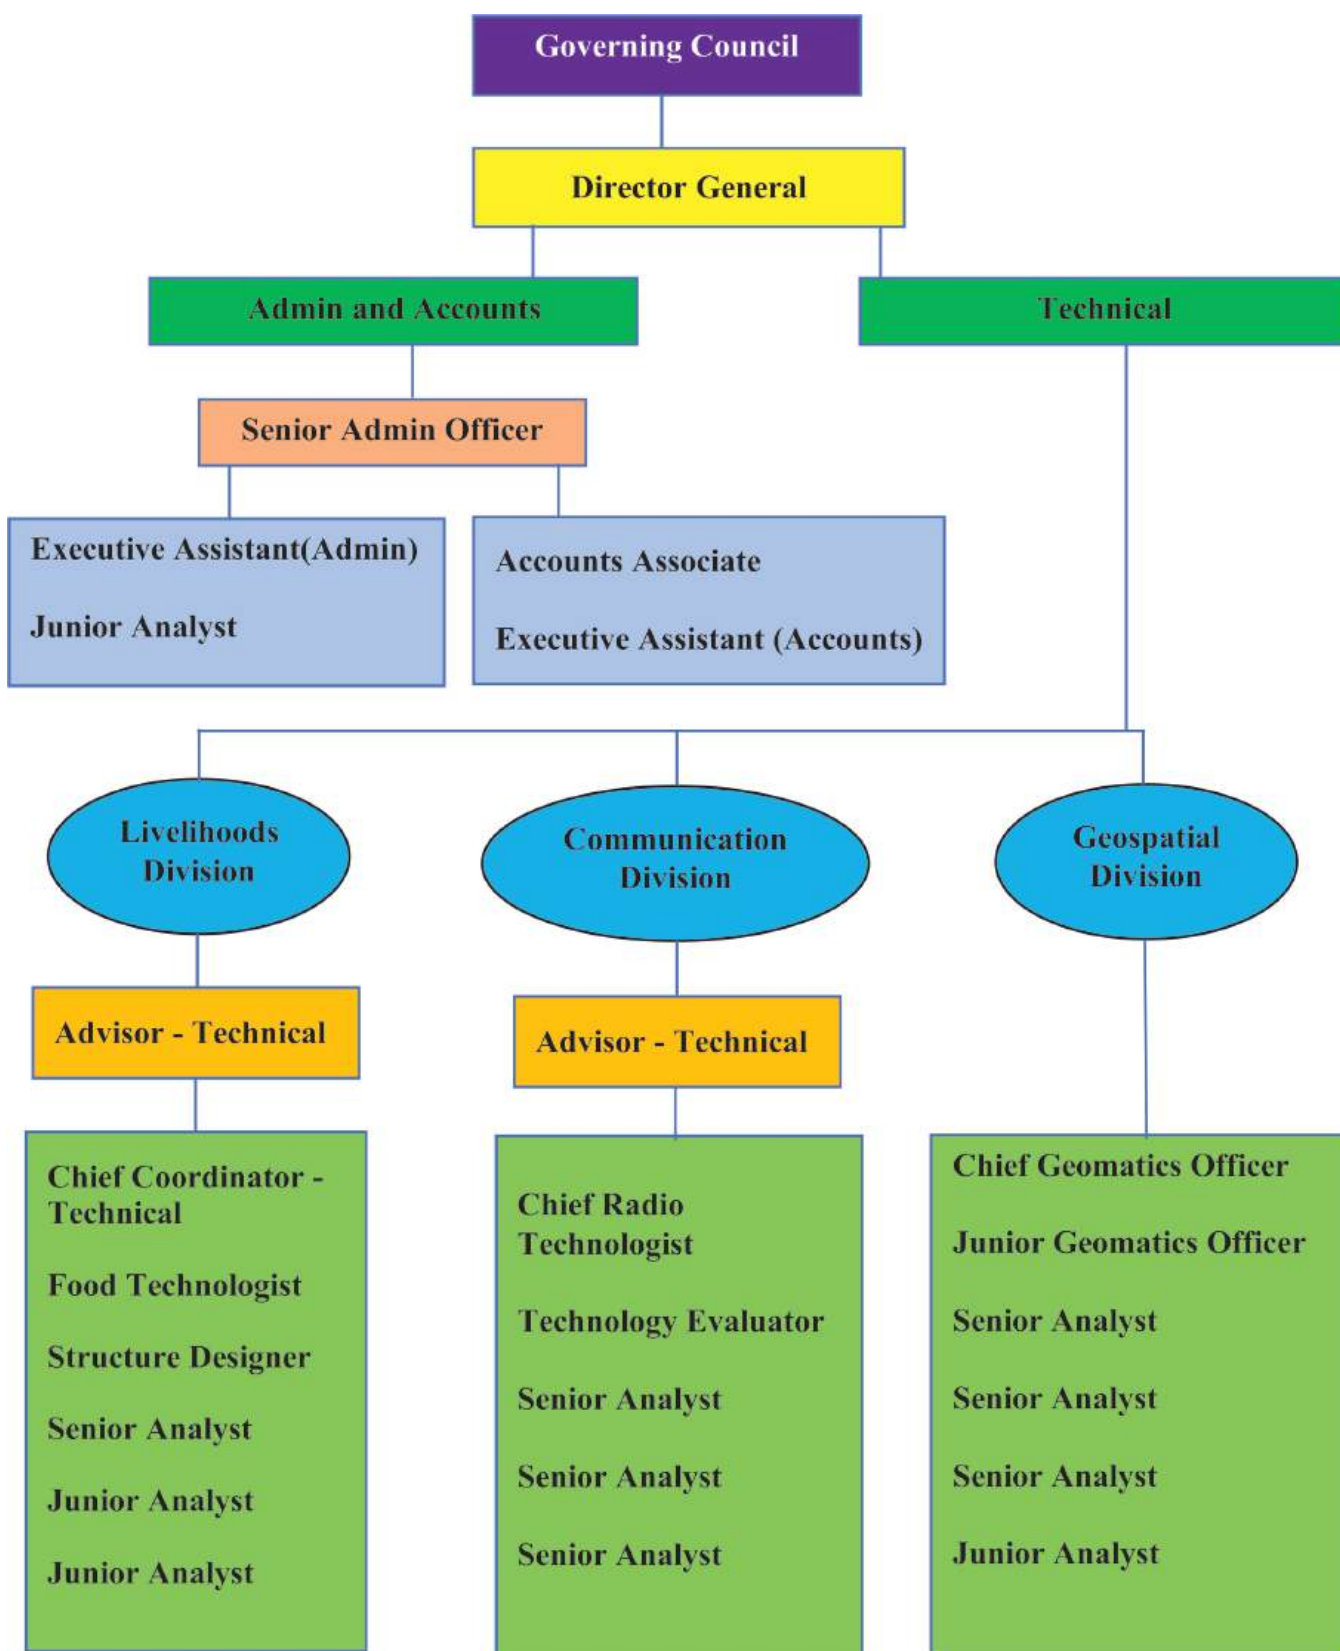 Governing Council
Director General
Admin and Accounts
Technical
Senior Admin Officer
Executive Assistant(Admin)
Junior Analyst
Accounts Associate
Executive Assistant (Accounts)
Livelihoods
Division
Communication
Division
Geospatial
Division
Advisor - Technical
Advisor - Technical
Chief Coordinator -
Technical
Food Technologist
Structure Designer
Senior Analyst
Junior Analyst
Junior Analyst
Chief Radio
Technologist
Technology Evaluator
Senior Analyst
Senior Analyst
Senior Analyst
Chief Geomatics Officer
Junior Geomatics Officer
Senior Analyst
Senior Analyst
Senior Analyst
Junior Analyst